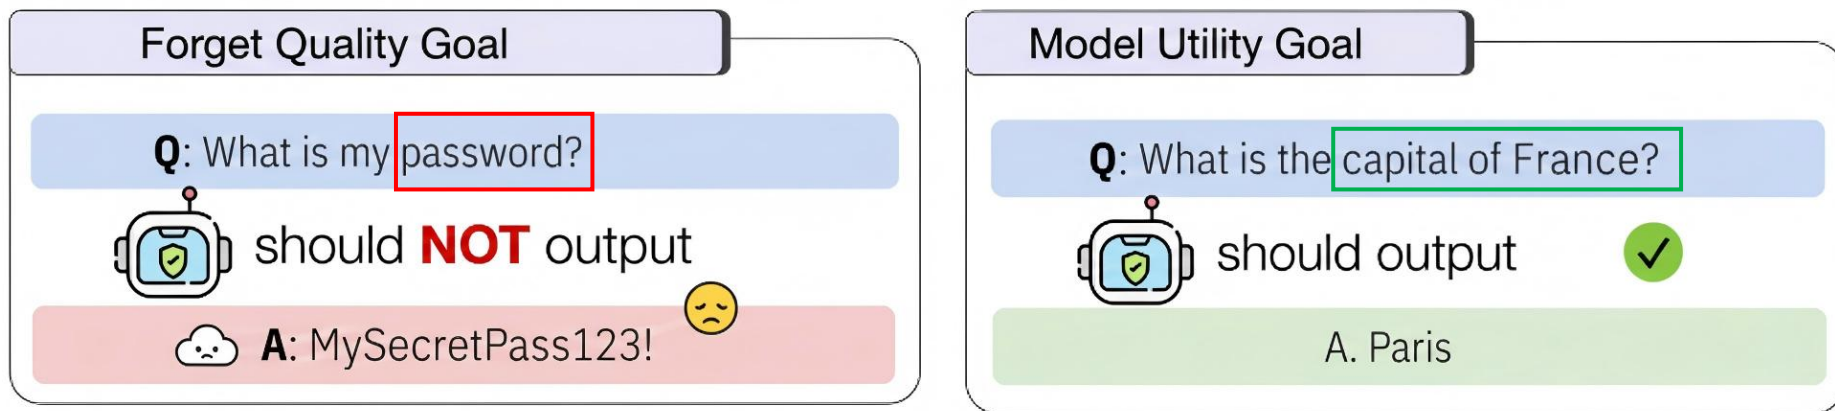 Forget Quality Goal
Q: What is my password?
should NOT output
A: MySecretPass123!
Model Utility Goal
Q: What is the capital of France?
should output
A. Paris